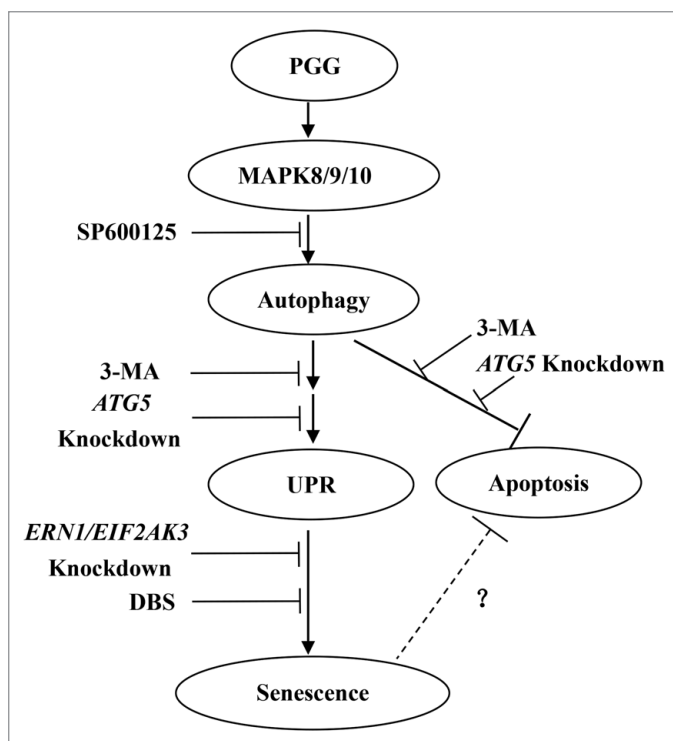 PGG
MAPK8/9/10
SP600125
Autophagy
3-MA
ATG5 Knockdown
3-MA
ATG5
Knockdown
UPR
Apoptosis
ERN1/EIF2AK3
Knockdown
DBS
?
Senescence